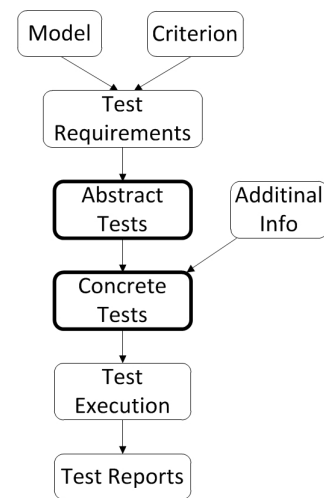 Model
Criterion
Test
Requirements
Abstract
Tests
Additinal
Info
Concrete
Tests
Test
Execution
Test Reports